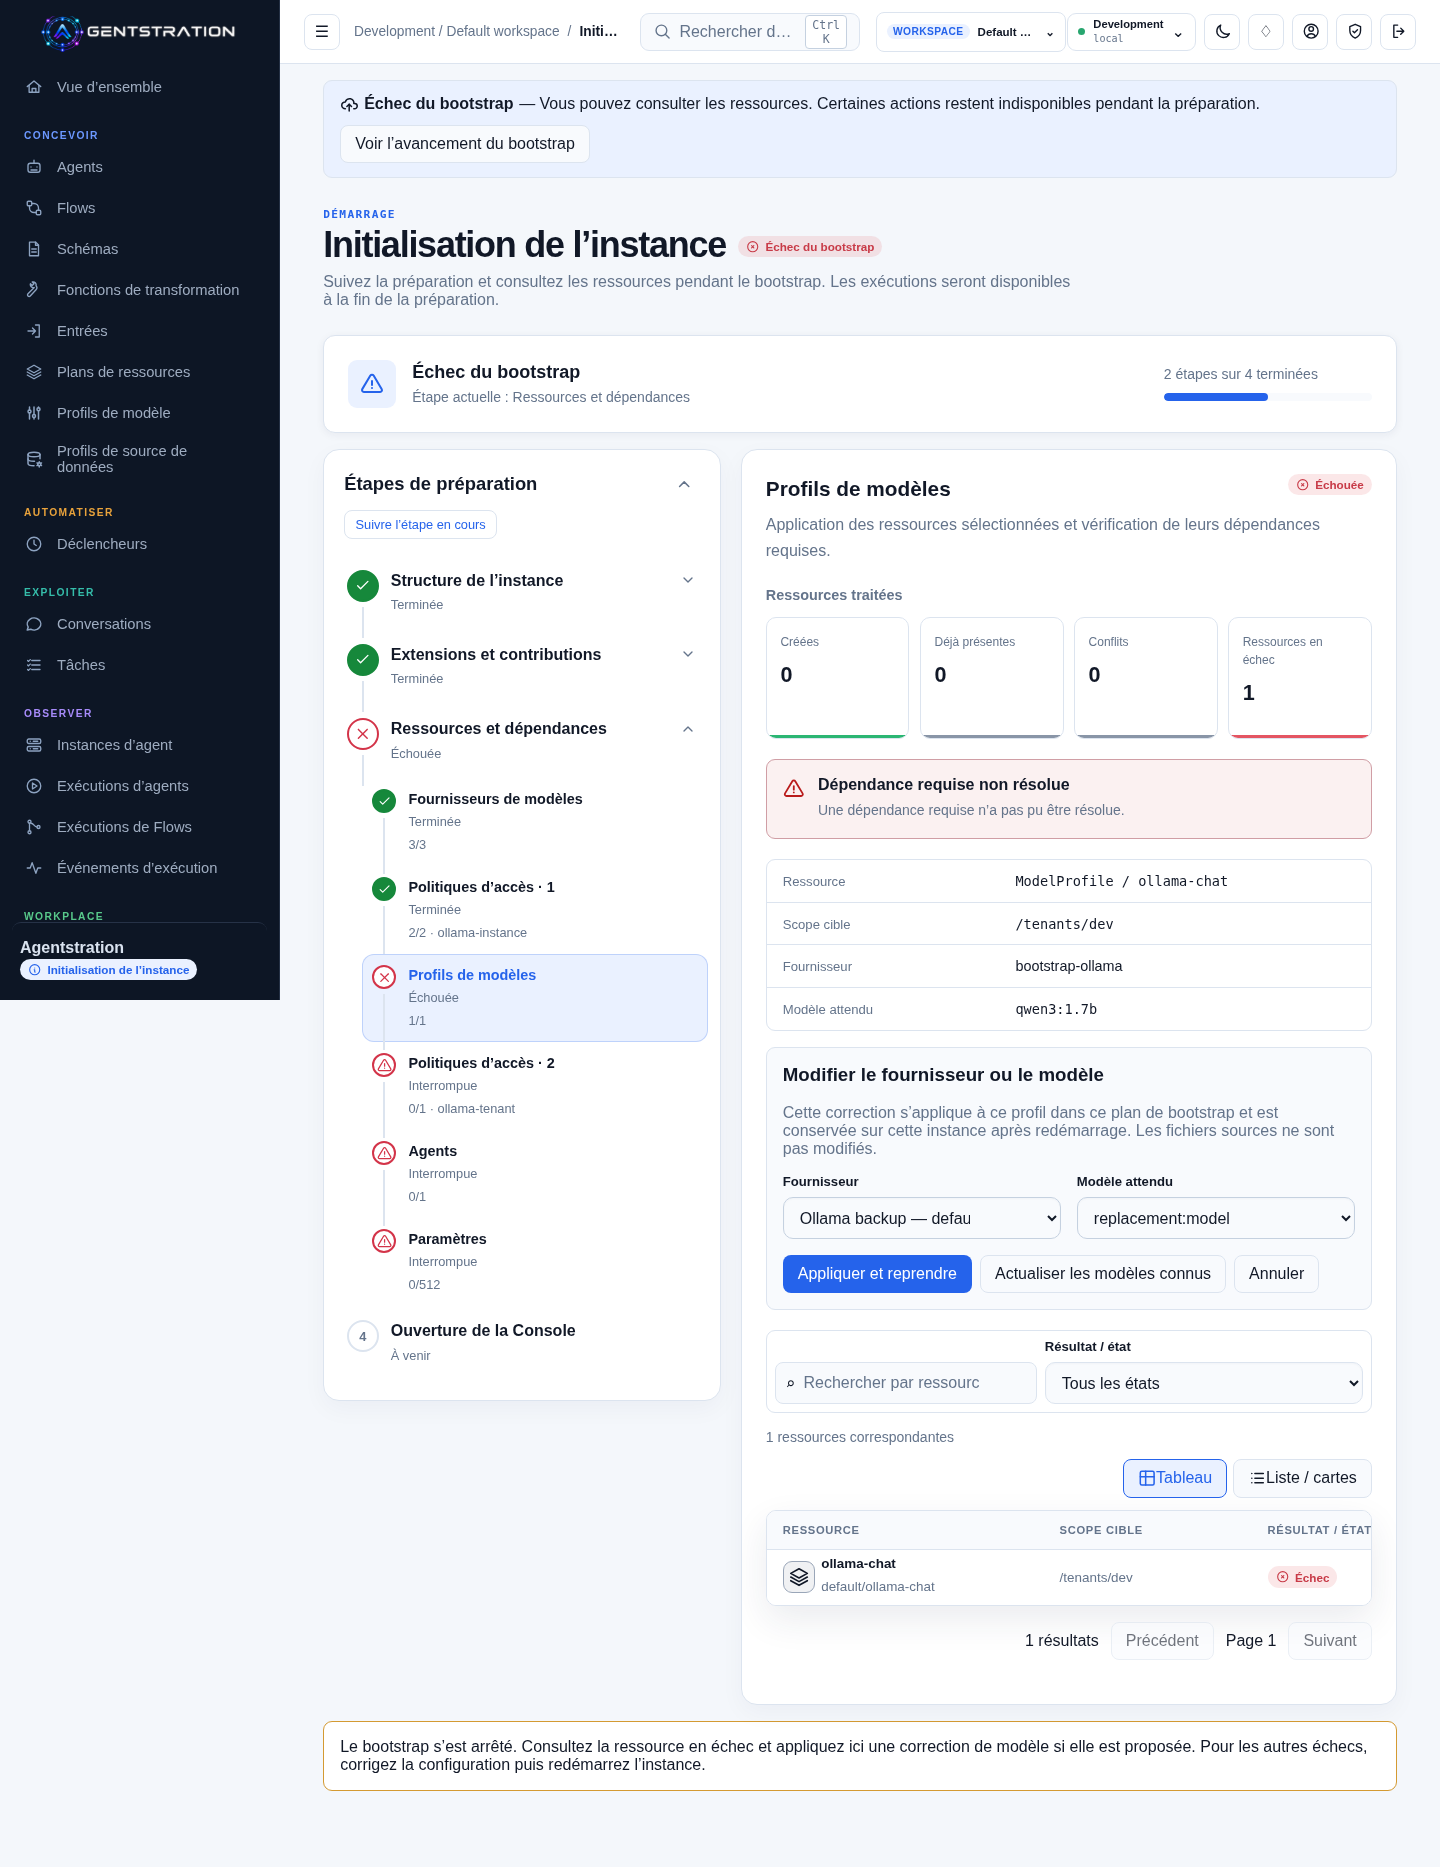 GENTSTRATION
Vue d’ensemble
CONCEVOIR
Agents
Flows
Schémas
Fonctions de transformation
Entrées
Plans de ressources
Profils de modèle
Profils de source de
données
AUTOMATISER
Déclencheurs
EXPLOITER
Conversations
Tâches
OBSERVER
Instances d’agent
Exécutions d’agents
Exécutions de Flows
Événements d’exécution
WORKPLACE
Agentstration
Initialisation de l’instance
Development / Default workspace / Initi…
Rechercher d… Ctrl
K
WORKSPACE Default …
Development
local
Échec du bootstrap — Vous pouvez consulter les ressources. Certaines actions restent indisponibles pendant la préparation.
Voir l’avancement du bootstrap
DÉMARRAGE
Initialisation de l’instance Échec du bootstrap
Suivez la préparation et consultez les ressources pendant le bootstrap. Les exécutions seront disponibles
à la fin de la préparation.
Échec du bootstrap
Étape actuelle : Ressources et dépendances
2 étapes sur 4 terminées
Étapes de préparation
Suivre l’étape en cours
Structure de l’instance
Terminée
Extensions et contributions
Terminée
Ressources et dépendances
Échouée
Fournisseurs de modèles
Terminée
3/3
Politiques d’accès · 1
Terminée
2/2 · ollama-instance
Profils de modèles
Échouée
1/1
Politiques d’accès · 2
Interrompue
0/1 · ollama-tenant
Agents
Interrompue
0/1
Paramètres
Interrompue
0/512
4 Ouverture de la Console
À venir
Profils de modèles Échouée
Application des ressources sélectionnées et vérification de leurs dépendances
requises.
Ressources traitées
Créées
0
Déjà présentes
0
Conflits
0
Ressources en
échec
1
Dépendance requise non résolue
Une dépendance requise n’a pas pu être résolue.
Ressource ModelProfile / ollama-chat
Scope cible /tenants/dev
Fournisseur bootstrap-ollama
Modèle attendu qwen3:1.7b
Modifier le fournisseur ou le modèle
Cette correction s’applique à ce profil dans ce plan de bootstrap et est
conservée sur cette instance après redémarrage. Les fichiers sources ne sont
pas modifiés.
Fournisseur Modèle attendu
Ollama backup — defau replacement:model
Appliquer et reprendre Actualiser les modèles connus Annuler
Résultat / état
Rechercher par ressourc Tous les états
1 ressources correspondantes
Tableau Liste / cartes
RESSOURCE SCOPE CIBLE RÉSULTAT / ÉTAT
ollama-chat
default/ollama-chat /tenants/dev Échec
1 résultats Précédent Page 1 Suivant
Le bootstrap s’est arrêté. Consultez la ressource en échec et appliquez ici une correction de modèle si elle est proposée. Pour les autres échecs,
corrigez la configuration puis redémarrez l’instance.